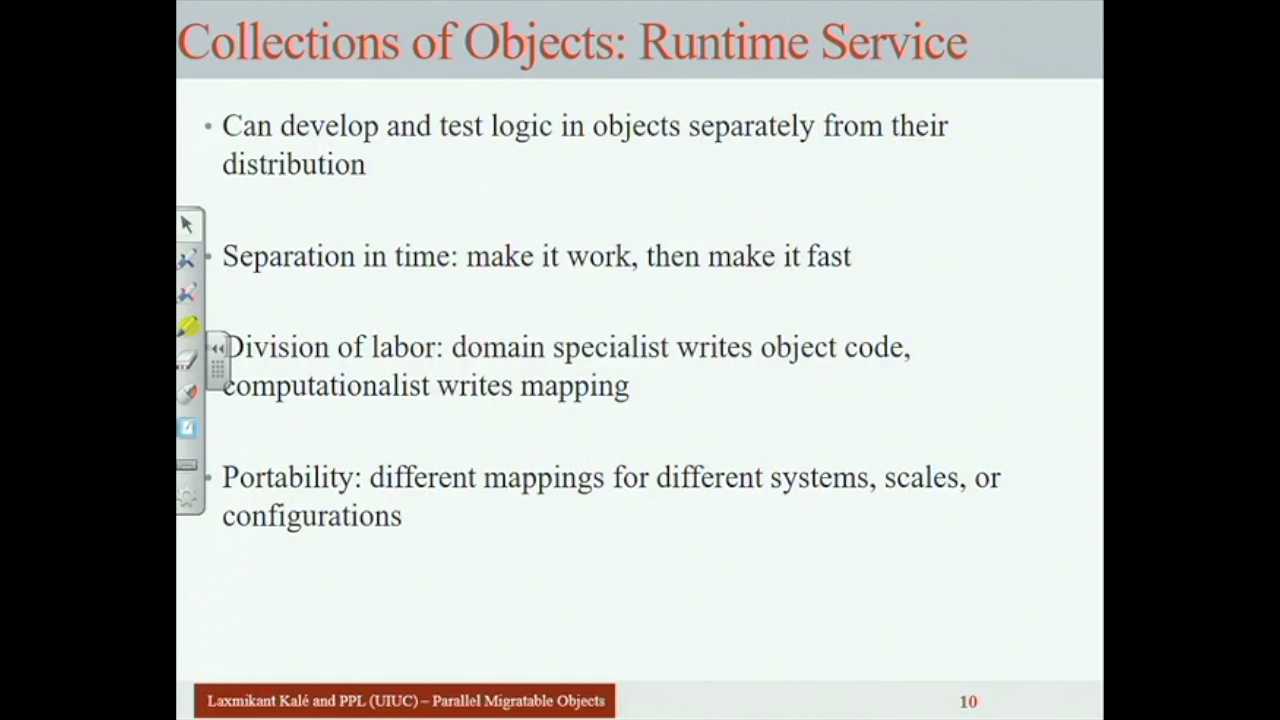 Collections of Objects: Runtime Service
• Can develop and test logic in objects separately from their
distribution
• Separation in time: make it work, then make it fast
Division of labor: domain specialist writes object code,
computationalist writes mapping
• Portability: different mappings for different systems, scales, or
configurations
Laxmikant Kalé and PPL (UIUC) – Parallel Migratable Objects
10